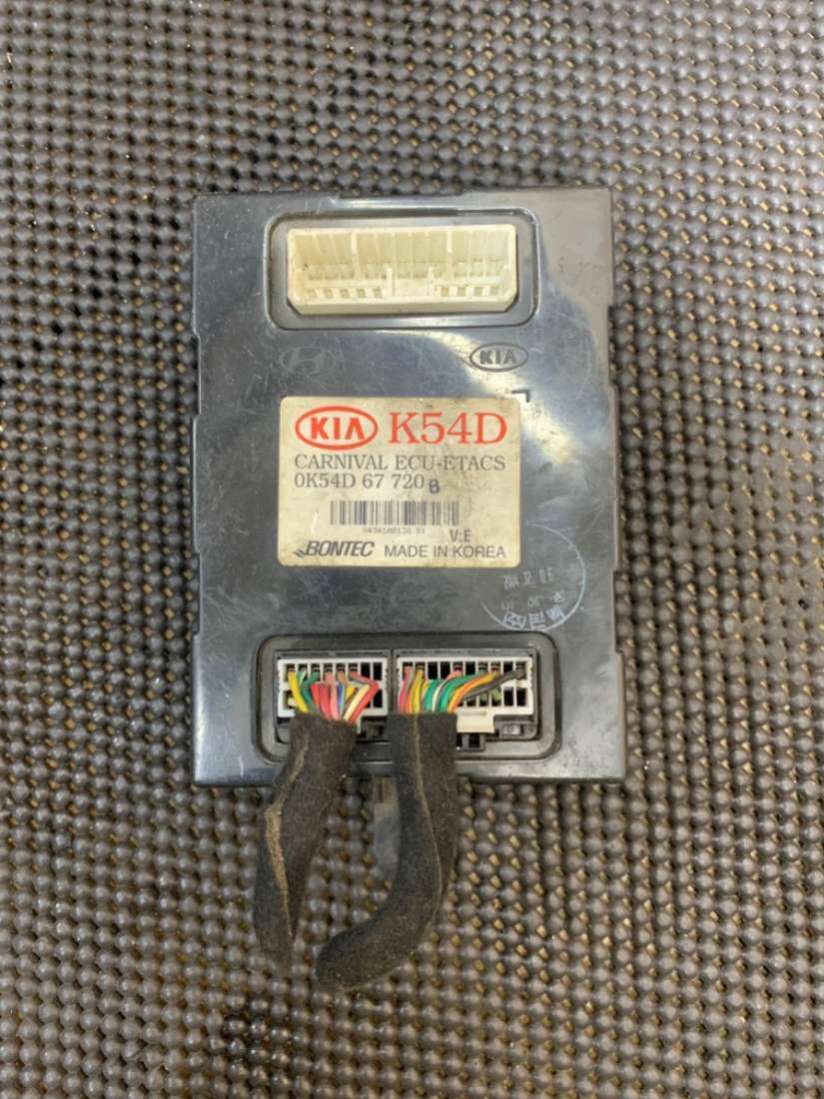 KIA
KIA K54D
CARNIVAL ECU-ETACS
0K54D 67 720 B
V:E
BONTEC MADE IN KOREA